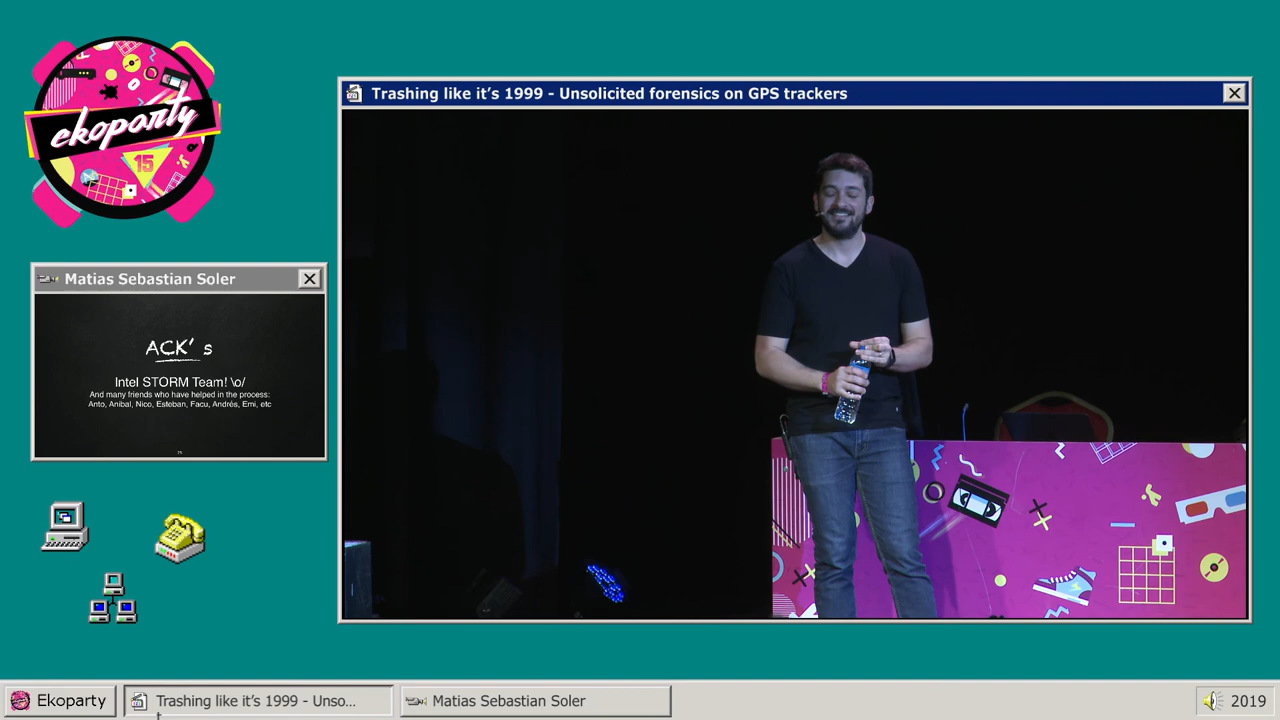 ekoparty
15
Trashing like it’s 1999 - Unsolicited forensics on GPS trackers
Matias Sebastian Soler
ACK’ s
Intel STORM Team! \o/
And many friends who have helped in the process:
Anto, Anibal, Nico, Esteban, Facu, Andrés, Emi, etc
Ekoparty
Trashing like it’s 1999 - Unso...
Matias Sebastian Soler
2019